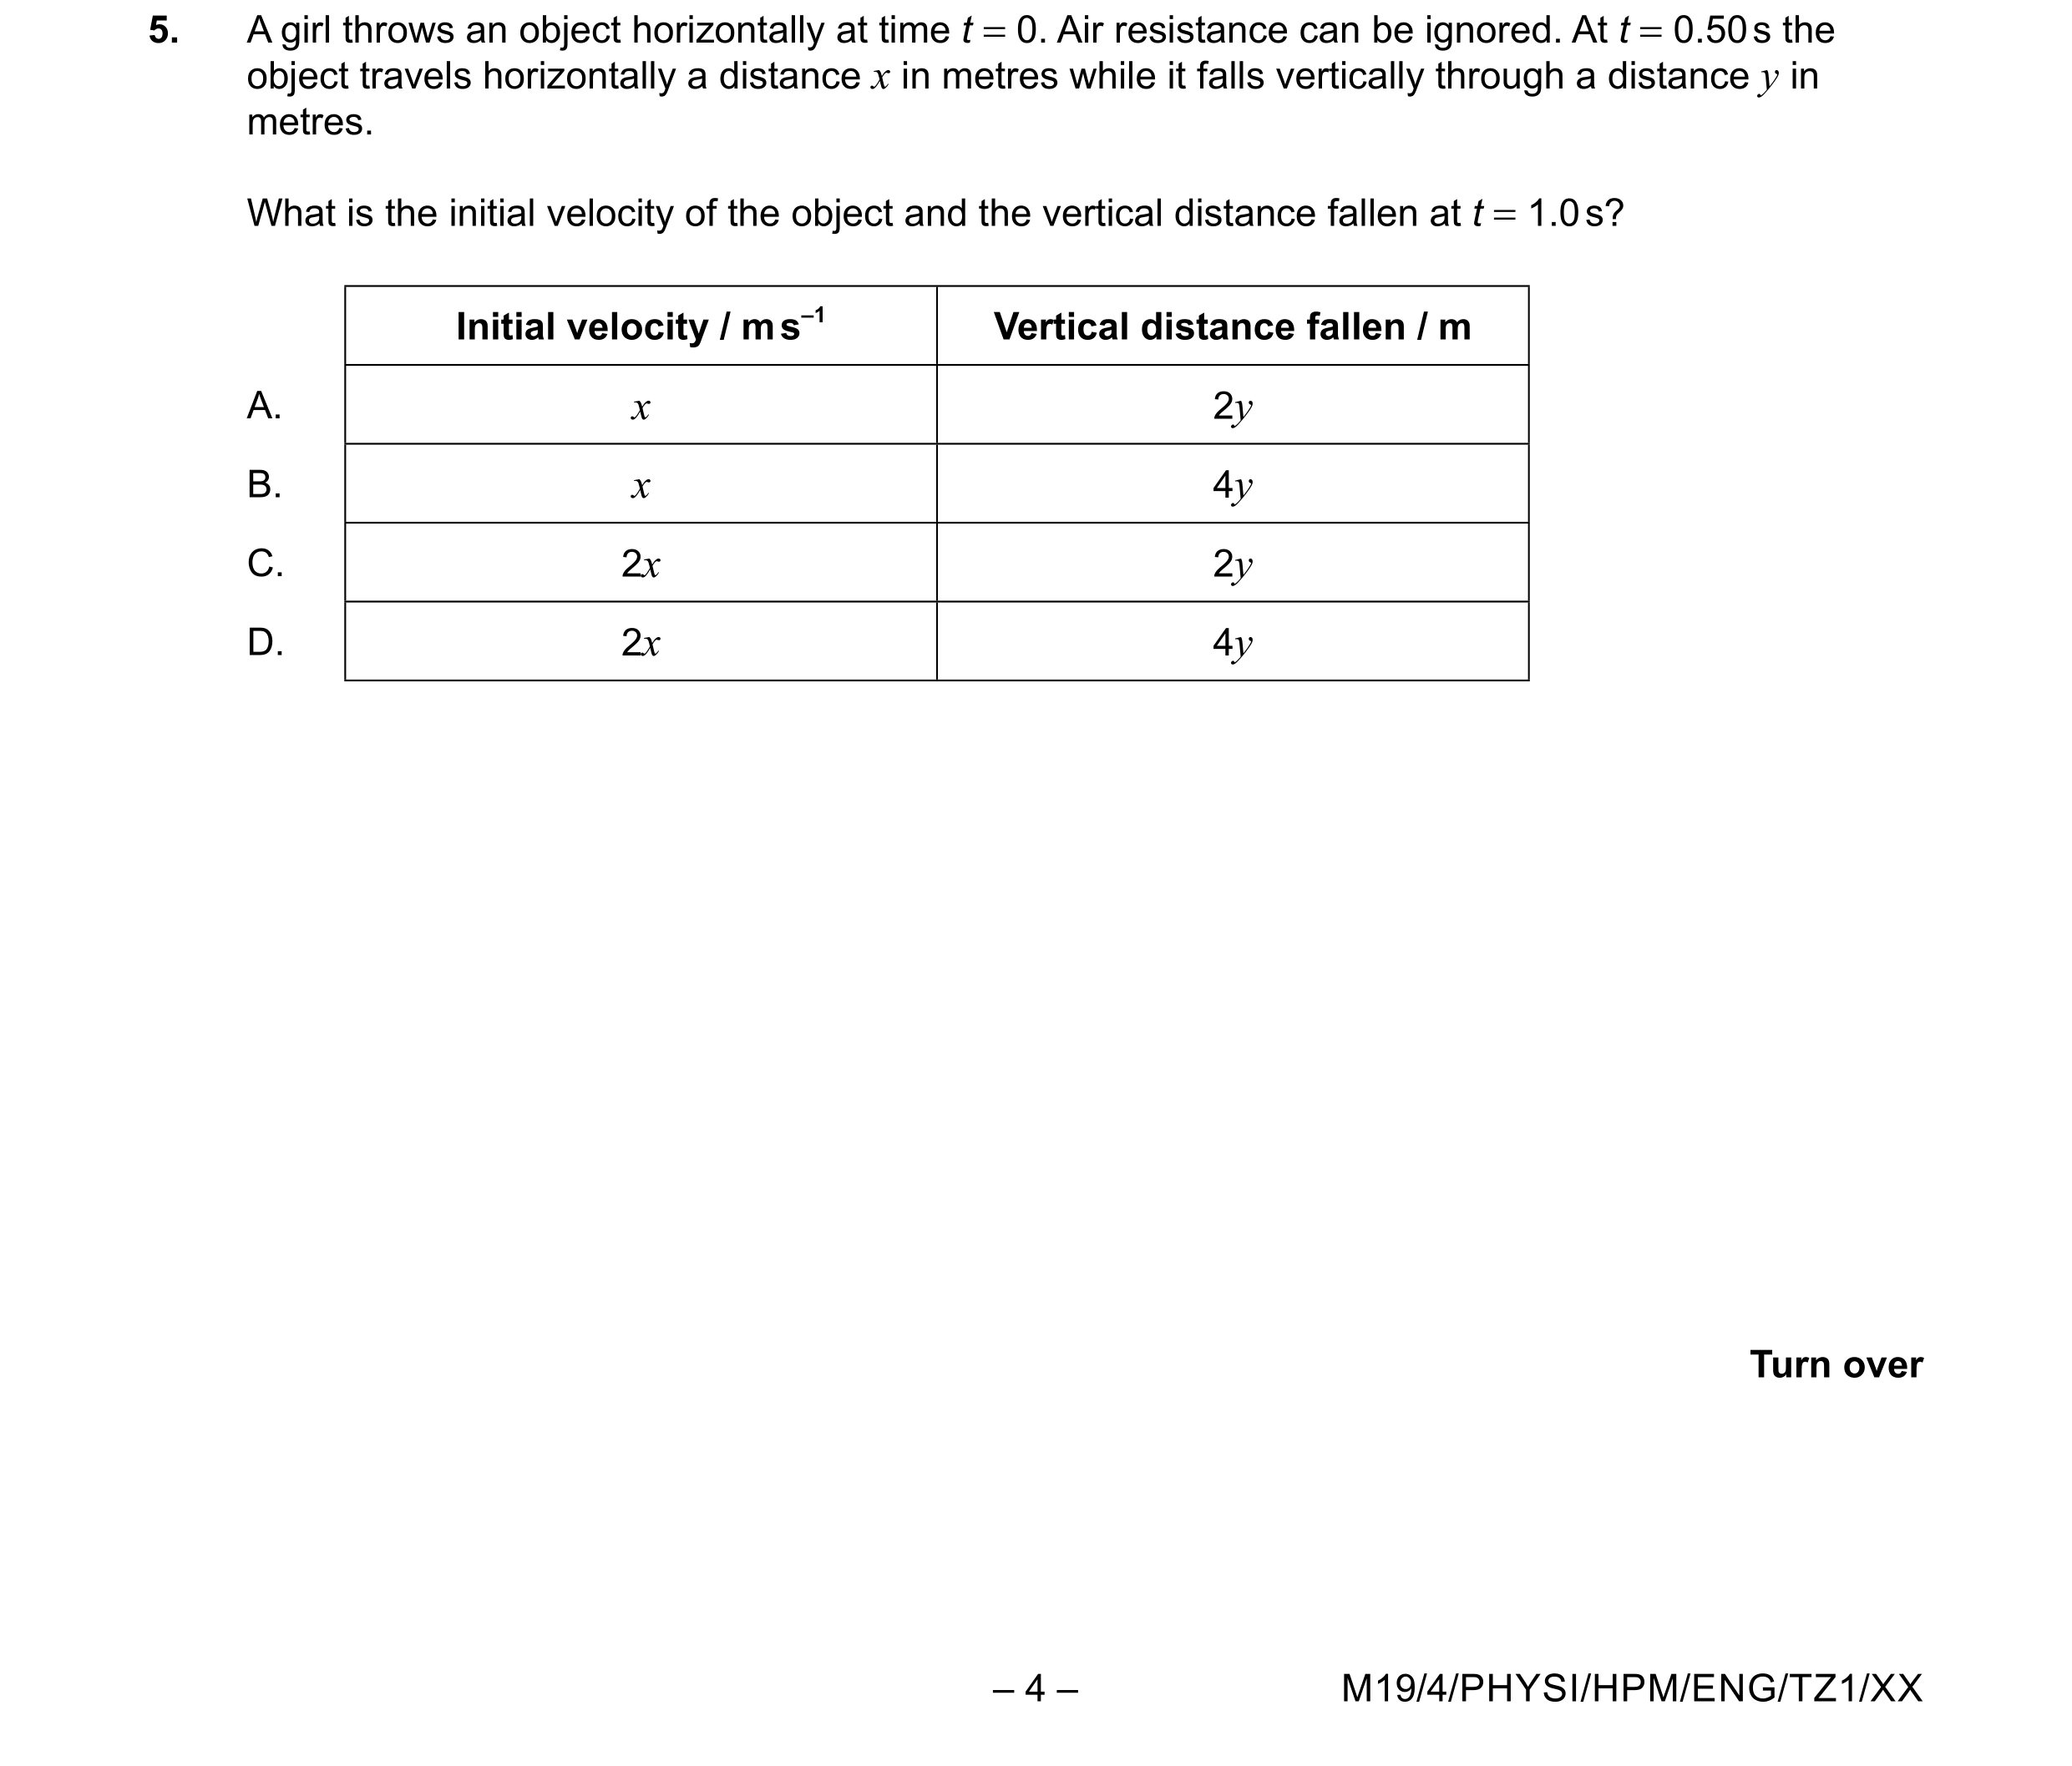 5. A girl throws an object horizontally at time t = 0. Air resistance can be ignored. At t = 0.50 s the
object travels horizontally a distance x in metres while it falls vertically through a distance y in
metres.
What is the initial velocity of the object and the vertical distance fallen at t = 1.0 s?
Initial velocity / m s⁻¹ Vertical distance fallen / m
A. x 2y
B. x 4y
C. 2x 2y
D. 2x 4y
Turn over
– 4 – M19/4/PHYSI/HPM/ENG/TZ1/XX